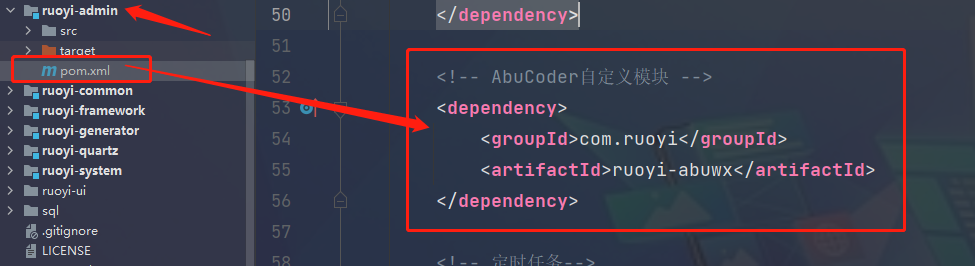 ruoyi-admin
src
target
pom.xml
ruoyi-common
ruoyi-framework
ruoyi-generator
ruoyi-quartz
ruoyi-system
ruoyi-ui
sql
.gitignore
LICENSE
50 </dependency>
51
52 <!-- AbuCoder自定义模块 -->
53 <dependency>
54 <groupId>com.ruoyi</groupId>
55 <artifactId>ruoyi-abuwx</artifactId>
56 </dependency>
57
58 <!-- 定时任务-->